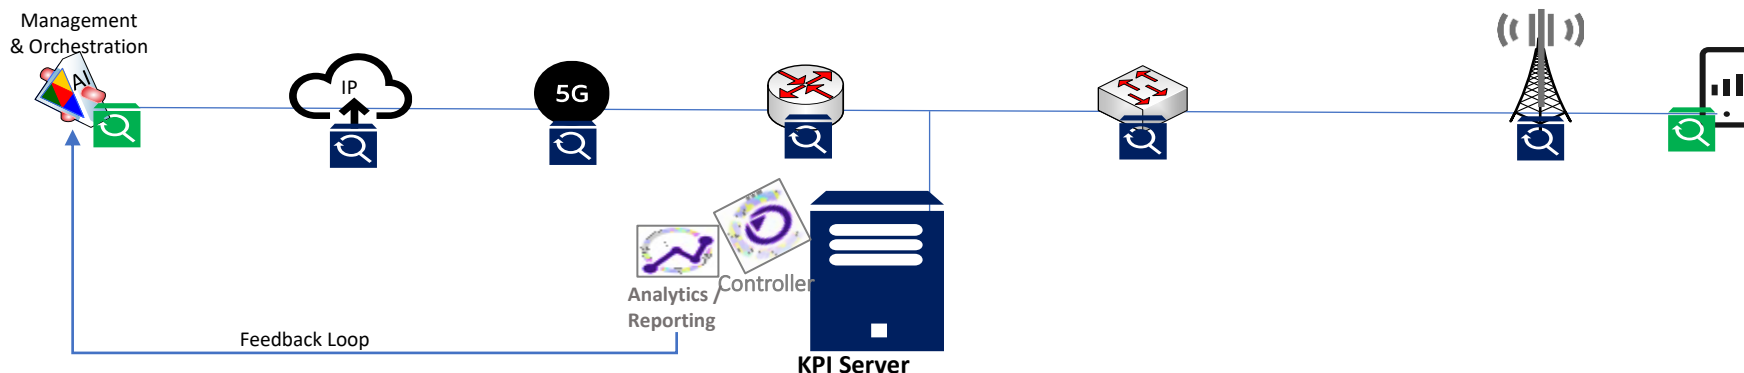 Management
& Orchestration
AI
IP
5G
Controller
Analytics /
Reporting
Feedback Loop
KPI Server